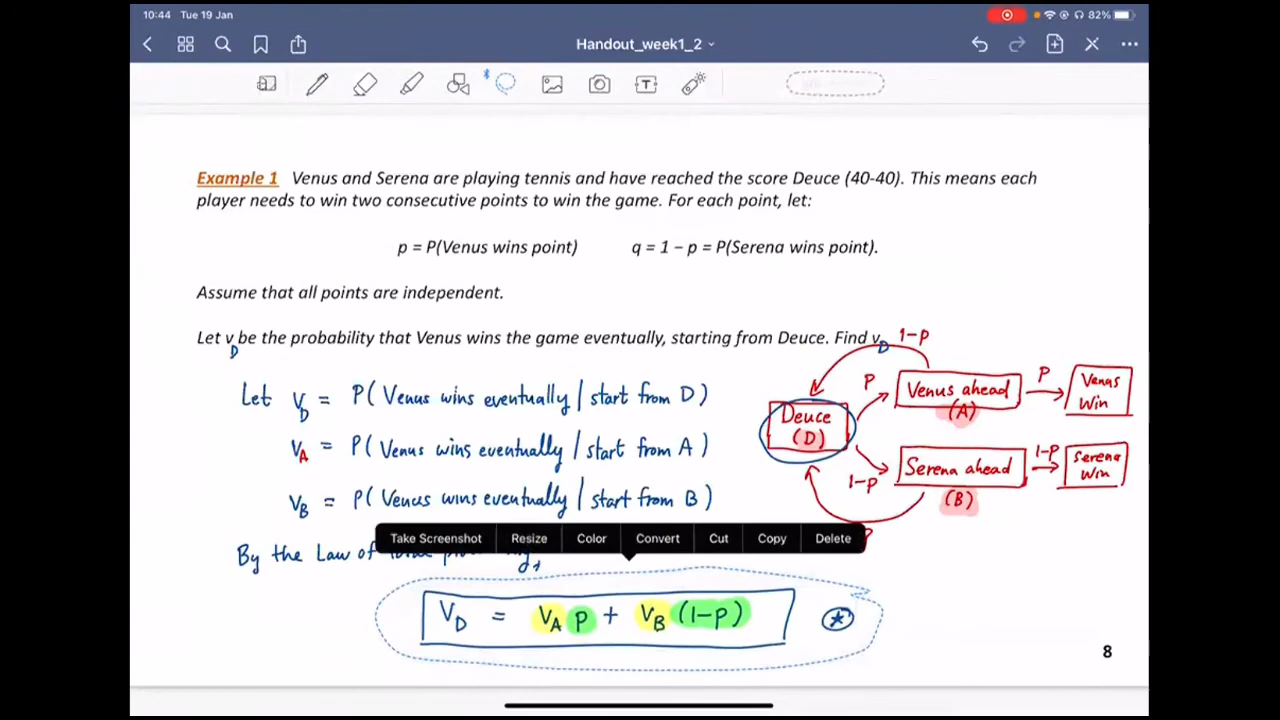 10:44 Tue 19 Jan
82%
Handout_week1_2
Example 1 Venus and Serena are playing tennis and have reached the score Deuce (40-40). This means each
player needs to win two consecutive points to win the game. For each point, let:
p = P(Venus wins point) q = 1 – p = P(Serena wins point).
Assume that all points are independent.
Let v_D be the probability that Venus wins the game eventually, starting from Deuce. Find v_D
Let V_D = P( Venus wins eventually | start from D )
V_A = P( Venus wins eventually | start from A )
V_B = P( Venus wins eventually | start from B )
1-p
P
Venus ahead
(A)
P
Venus
Win
Deuce
(D)
1-p
Serena ahead
(B)
1-p
Serena
Win
Take Screenshot Resize Color Convert Cut Copy Delete
By the Law of
V_D = V_A p + V_B (1-p) *
8